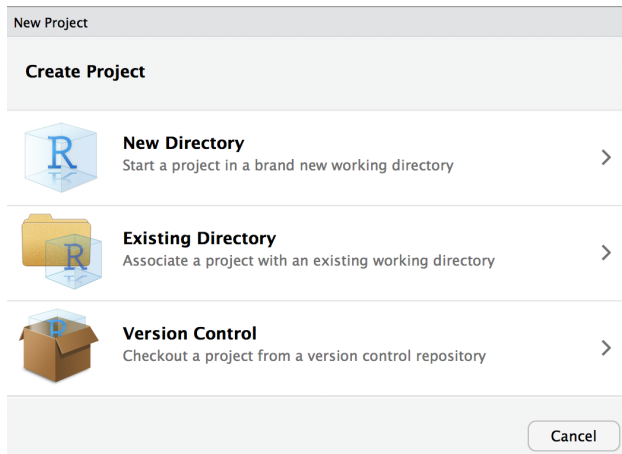 New Project
Create Project
R
New Directory
Start a project in a brand new working directory
R
Existing Directory
Associate a project with an existing working directory
R
Version Control
Checkout a project from a version control repository
Cancel